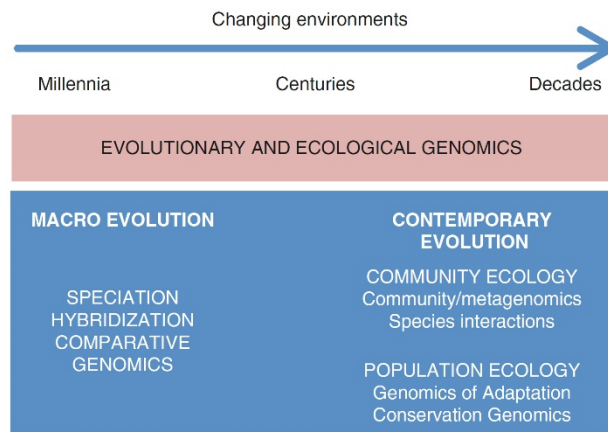 Changing environments
Millennia Centuries Decades
EVOLUTIONARY AND ECOLOGICAL GENOMICS
MACRO EVOLUTION
SPECIATION
HYBRIDIZATION
COMPARATIVE
GENOMICS
CONTEMPORARY
EVOLUTION
COMMUNITY ECOLOGY
Community/metagenomics
Species interactions
POPULATION ECOLOGY
Genomics of Adaptation
Conservation Genomics